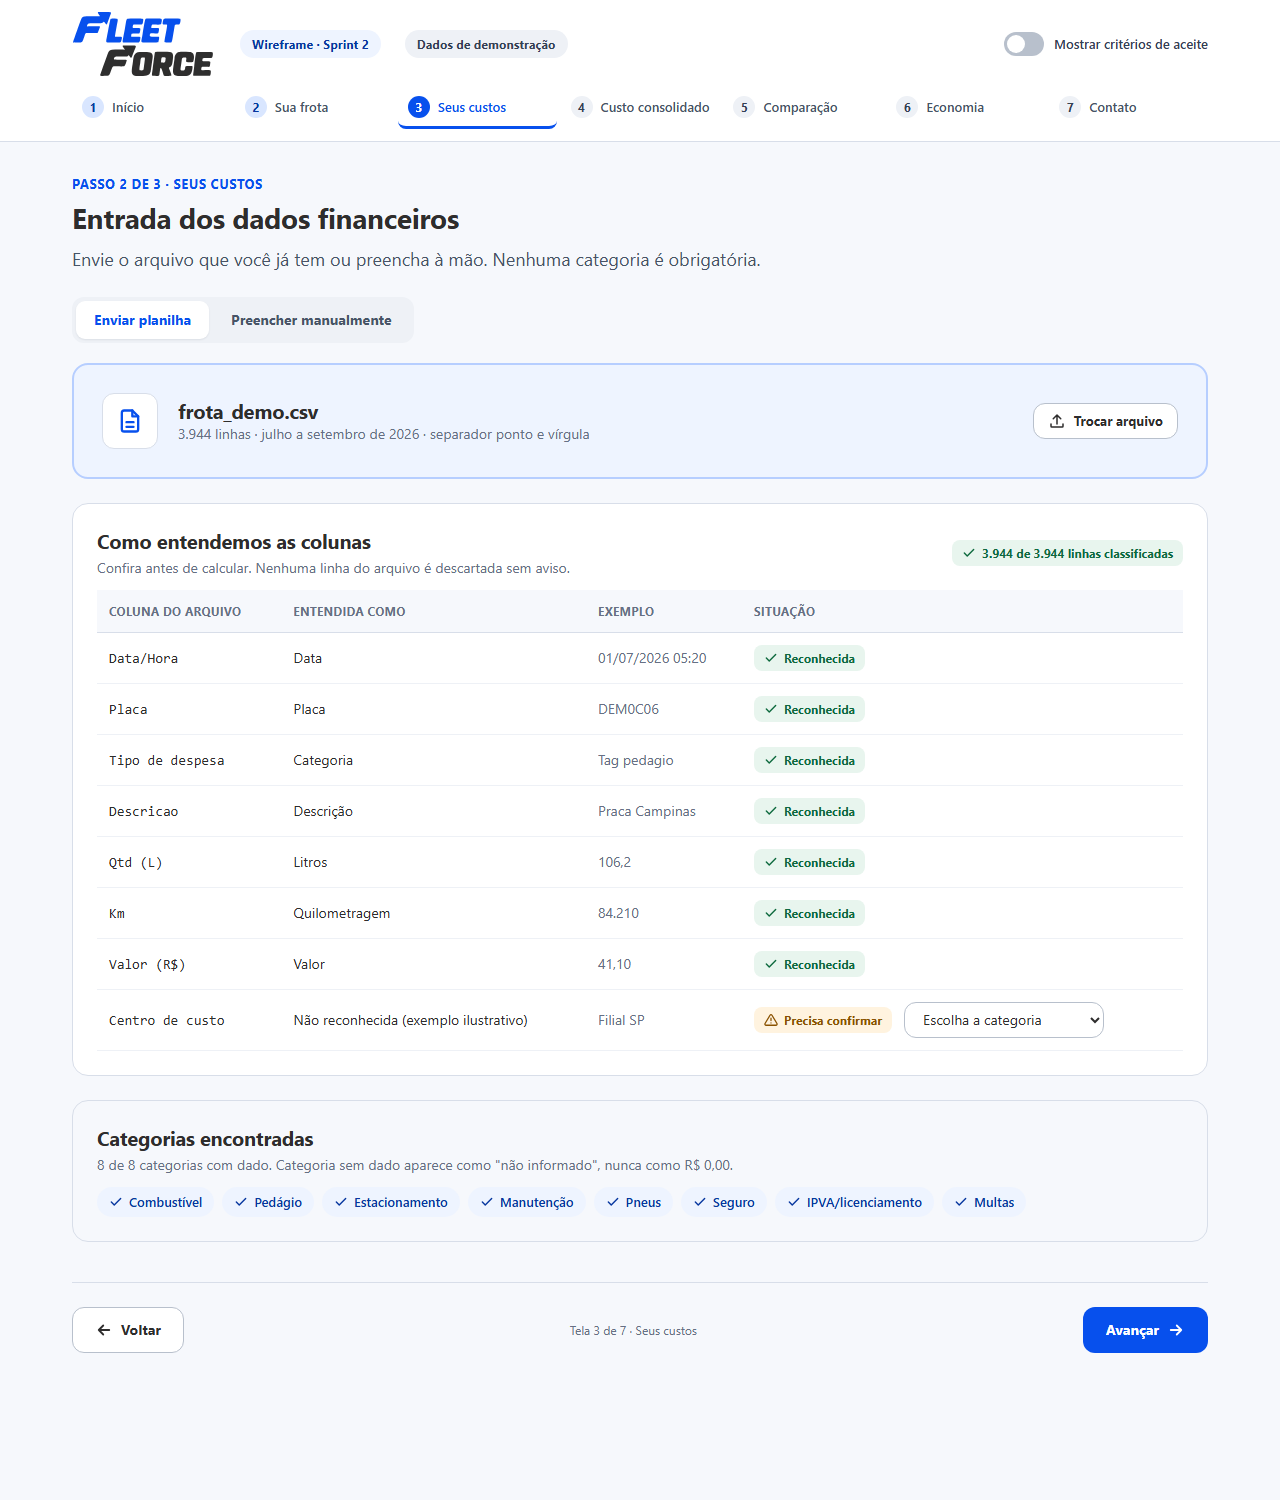 FLEET
FORCE
Wireframe · Sprint 2
Dados de demonstração
Mostrar critérios de aceite
1 Início
2 Sua frota
3 Seus custos
4 Custo consolidado
5 Comparação
6 Economia
7 Contato
PASSO 2 DE 3 · SEUS CUSTOS
Entrada dos dados financeiros
Envie o arquivo que você já tem ou preencha à mão. Nenhuma categoria é obrigatória.
Enviar planilha
Preencher manualmente
frota_demo.csv
3.944 linhas · julho a setembro de 2026 · separador ponto e vírgula
Trocar arquivo
Como entendemos as colunas
Confira antes de calcular. Nenhuma linha do arquivo é descartada sem aviso.
3.944 de 3.944 linhas classificadas
COLUNA DO ARQUIVO ENTENDIDA COMO EXEMPLO SITUAÇÃO
Data/Hora Data 01/07/2026 05:20 Reconhecida
Placa Placa DEM0C06 Reconhecida
Tipo de despesa Categoria Tag pedagio Reconhecida
Descricao Descrição Praca Campinas Reconhecida
Qtd (L) Litros 106,2 Reconhecida
Km Quilometragem 84.210 Reconhecida
Valor (R$) Valor 41,10 Reconhecida
Centro de custo Não reconhecida (exemplo ilustrativo) Filial SP Precisa confirmar Escolha a categoria
Categorias encontradas
8 de 8 categorias com dado. Categoria sem dado aparece como "não informado", nunca como R$ 0,00.
Combustível Pedágio Estacionamento Manutenção Pneus Seguro IPVA/licenciamento Multas
Voltar
Tela 3 de 7 · Seus custos
Avançar